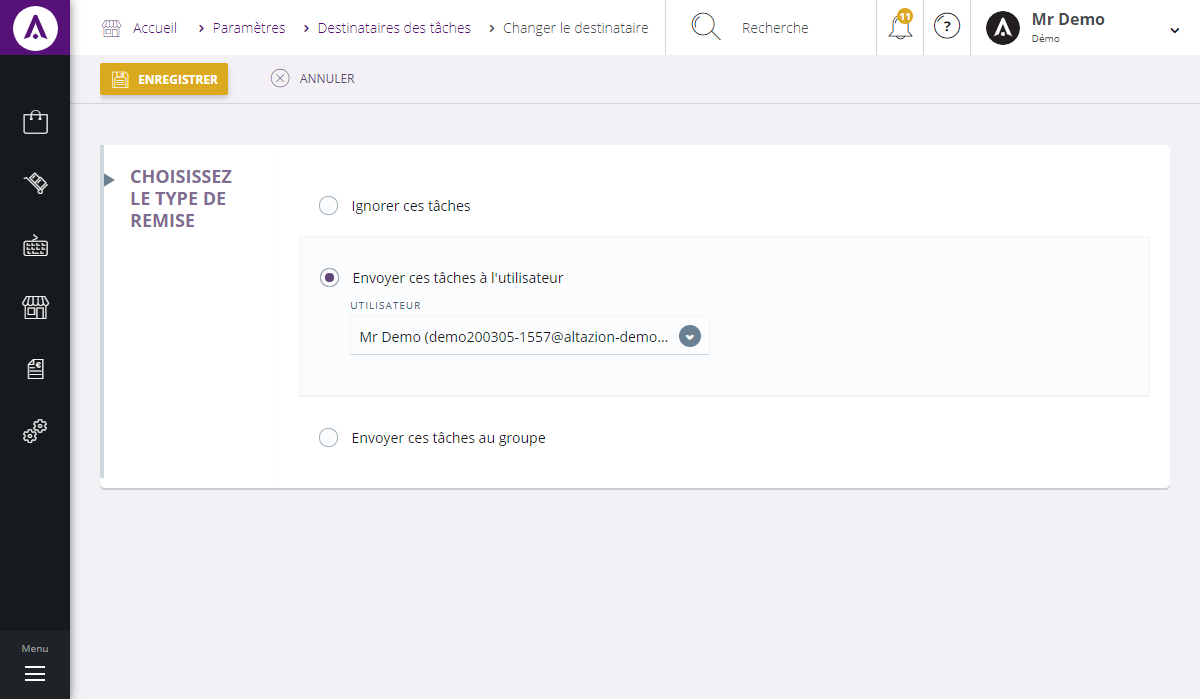 Accueil > Paramètres > Destinataires des tâches > Changer le destinataire
Recherche
11
?
Mr Demo
Démo
ENREGISTRER
ANNULER
CHOISISSEZ
LE TYPE DE
REMISE
Ignorer ces tâches
Envoyer ces tâches à l'utilisateur
UTILISATEUR
Mr Demo (demo200305-1557@altazion-demo...
Envoyer ces tâches au groupe
Menu